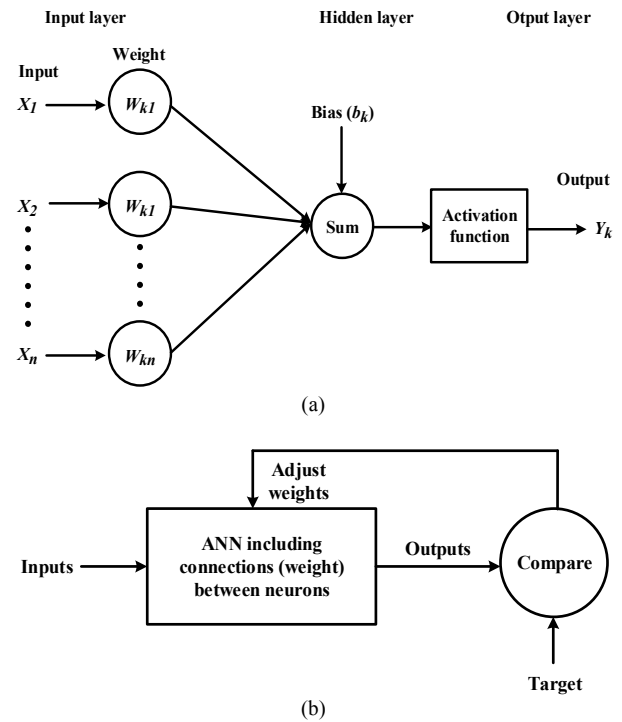 Input layer
Hidden layer
Otput layer
Weight
Input
X1
Wk1
Bias (bk)
X2
Wk1
Sum
Activation
function
Output
Yk
Xn
Wkn
(a)
Adjust
weights
Inputs
ANN including
connections (weight)
between neurons
Outputs
Compare
Target
(b)